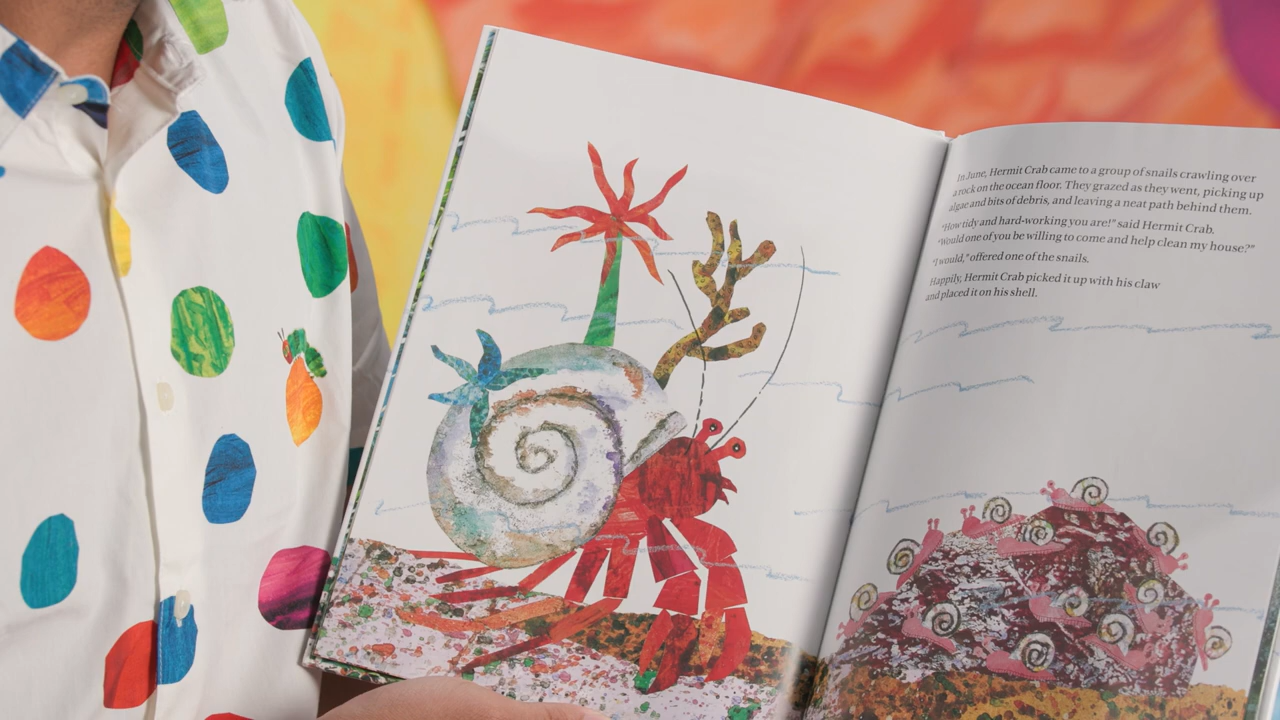 In June, Hermit Crab came to a group of snails crawling over
a rock on the ocean floor. They grazed as they went, picking up
algae and bits of debris, and leaving a neat path behind them.
"How tidy and hard-working you are!" said Hermit Crab.
"Would one of you be willing to come and help clean my house?"
"I would," offered one of the snails.
Happily, Hermit Crab picked it up with his claw
and placed it on his shell.